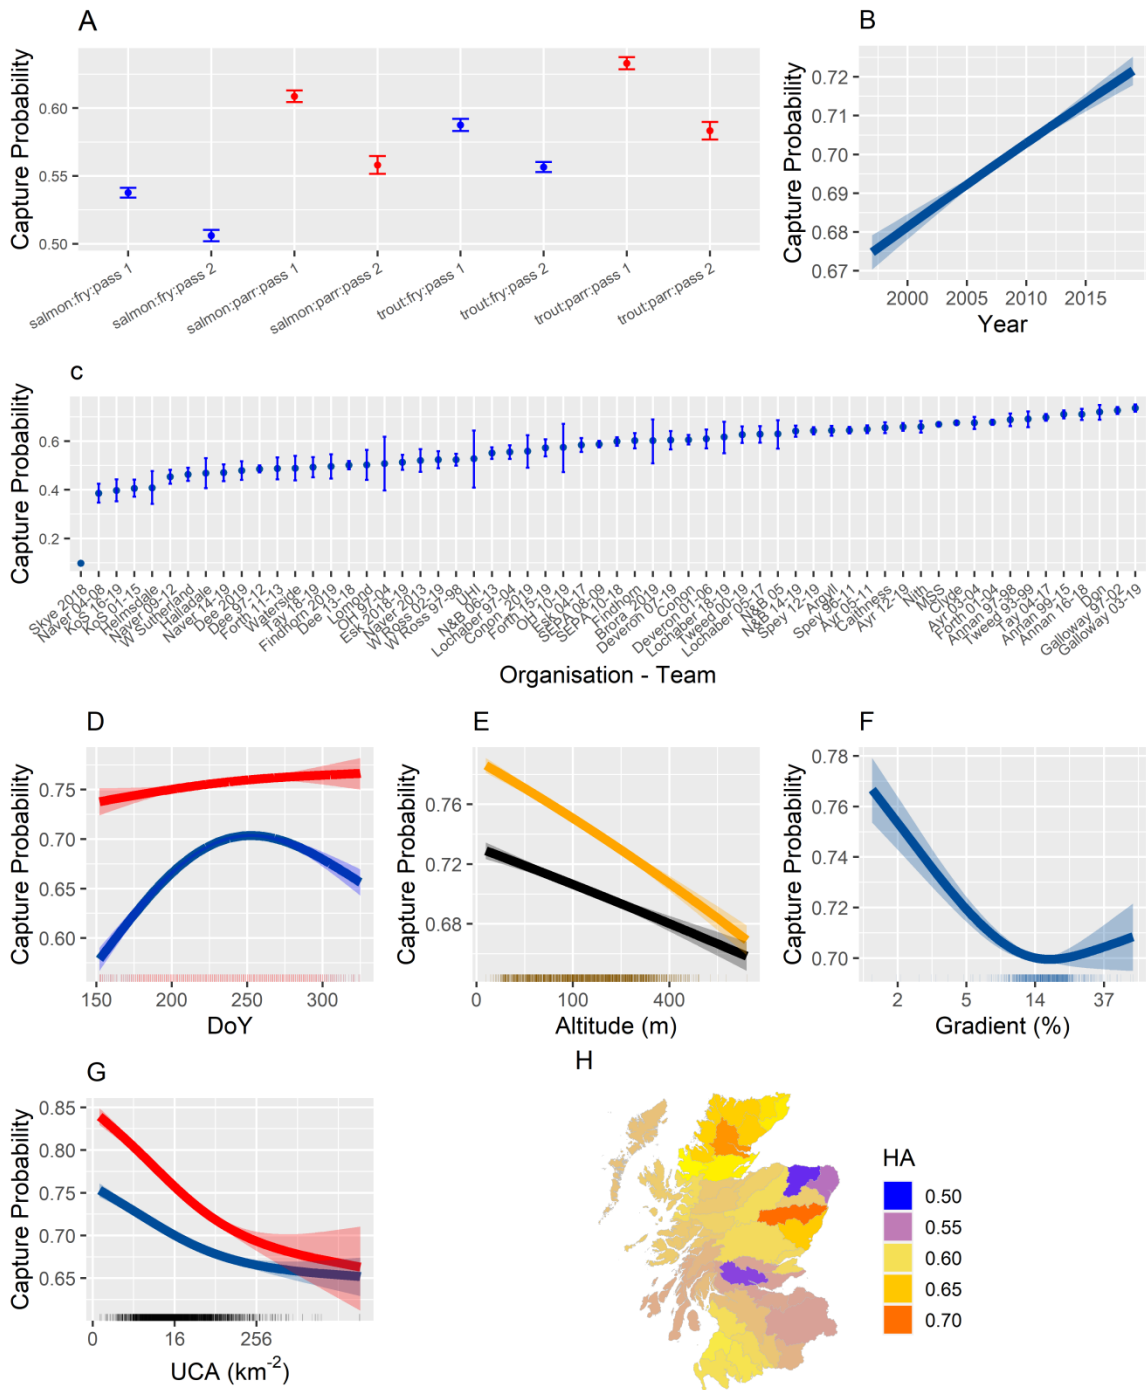 A
Capture Probability
0.60
0.55
0.50
salmon:fry:pass 1
salmon:fry:pass 2
salmon:parr:pass 1
salmon:parr:pass 2
trout:fry:pass 1
trout:fry:pass 2
trout:parr:pass 1
trout:parr:pass 2
B
Capture Probability
0.72
0.71
0.70
0.69
0.68
0.67
2000
2005
2010
2015
Year
c
Capture Probability
0.6
0.4
0.2
Skye 2018
Naver 04-08
KoS 16-19
KoS 01-15
Helmsdale
Naver 09-12
W Sutherland
Halladale
Naver 14-19
Dee 2019
Dee 97-12
Forth 11-13
Waterside
Tay 18-19
Findhorn 2019
Dee 13-18
Lomond
Esk 2018-19
Naver 2013
W Ross 02-19
W Ross 97-98
N&B UHI
N&B 06-13
Lochaber 97-04
Conon 2019
Forth 15-19
OH 10-19
Esk 04-17
SEPA 08-09
SEPA 10-18
Findhorn
Brora 2019
Deveron 07-19
Conon
Deveron 01-06
Lochaber 18-19
Tweed 00-19
Lochaber 05-17
N&B 05
Spey 12-19
Argyll
Spey 96-11
Ayr 05-11
Caithness
Ayr 12-19
Nith
MSS
Clyde
Ayr 03-04
Forth 01-04
Annan 97-98
Tweed 93-99
Tay 04-17
Annan 99-15
Annan 16-18
Don
Galloway 97-02
Galloway 03-19
Organisation - Team
D
Capture Probability
0.75
0.70
0.65
0.60
150
200
250
300
DoY
E
Capture Probability
0.76
0.72
0.68
0
100
400
Altitude (m)
F
Capture Probability
0.78
0.76
0.74
0.72
0.70
2
5
14
37
Gradient (%)
G
Capture Probability
0.85
0.80
0.75
0.70
0.65
0
16
256
UCA (km⁻²)
H
HA
0.50
0.55
0.60
0.65
0.70